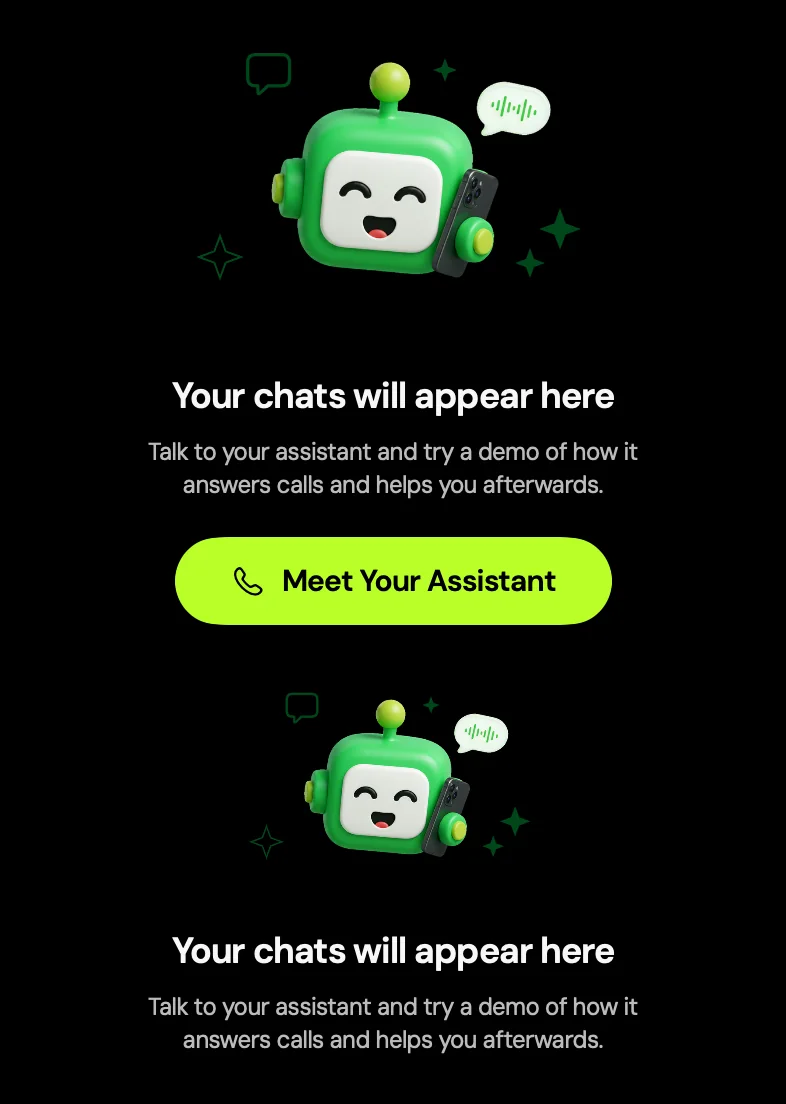 Your chats will appear here
Talk to your assistant and try a demo of how it
answers calls and helps you afterwards.
Meet Your Assistant
Your chats will appear here
Talk to your assistant and try a demo of how it
answers calls and helps you afterwards.